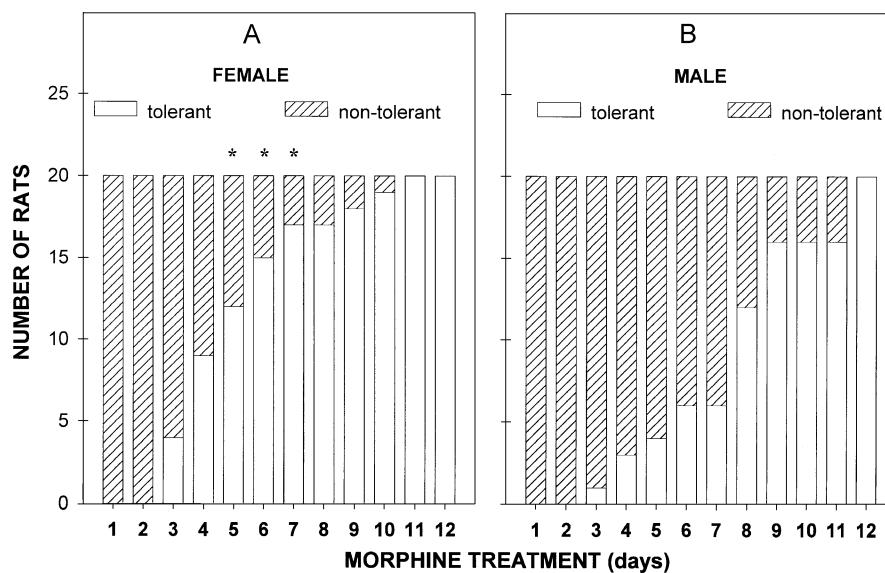 A
FEMALE
tolerant non-tolerant
* * *
NUMBER OF RATS
25
20
15
10
5
0
1 2 3 4 5 6 7 8 9 10 11 12
B
MALE
tolerant non-tolerant
1 2 3 4 5 6 7 8 9 10 11 12
MORPHINE TREATMENT (days)